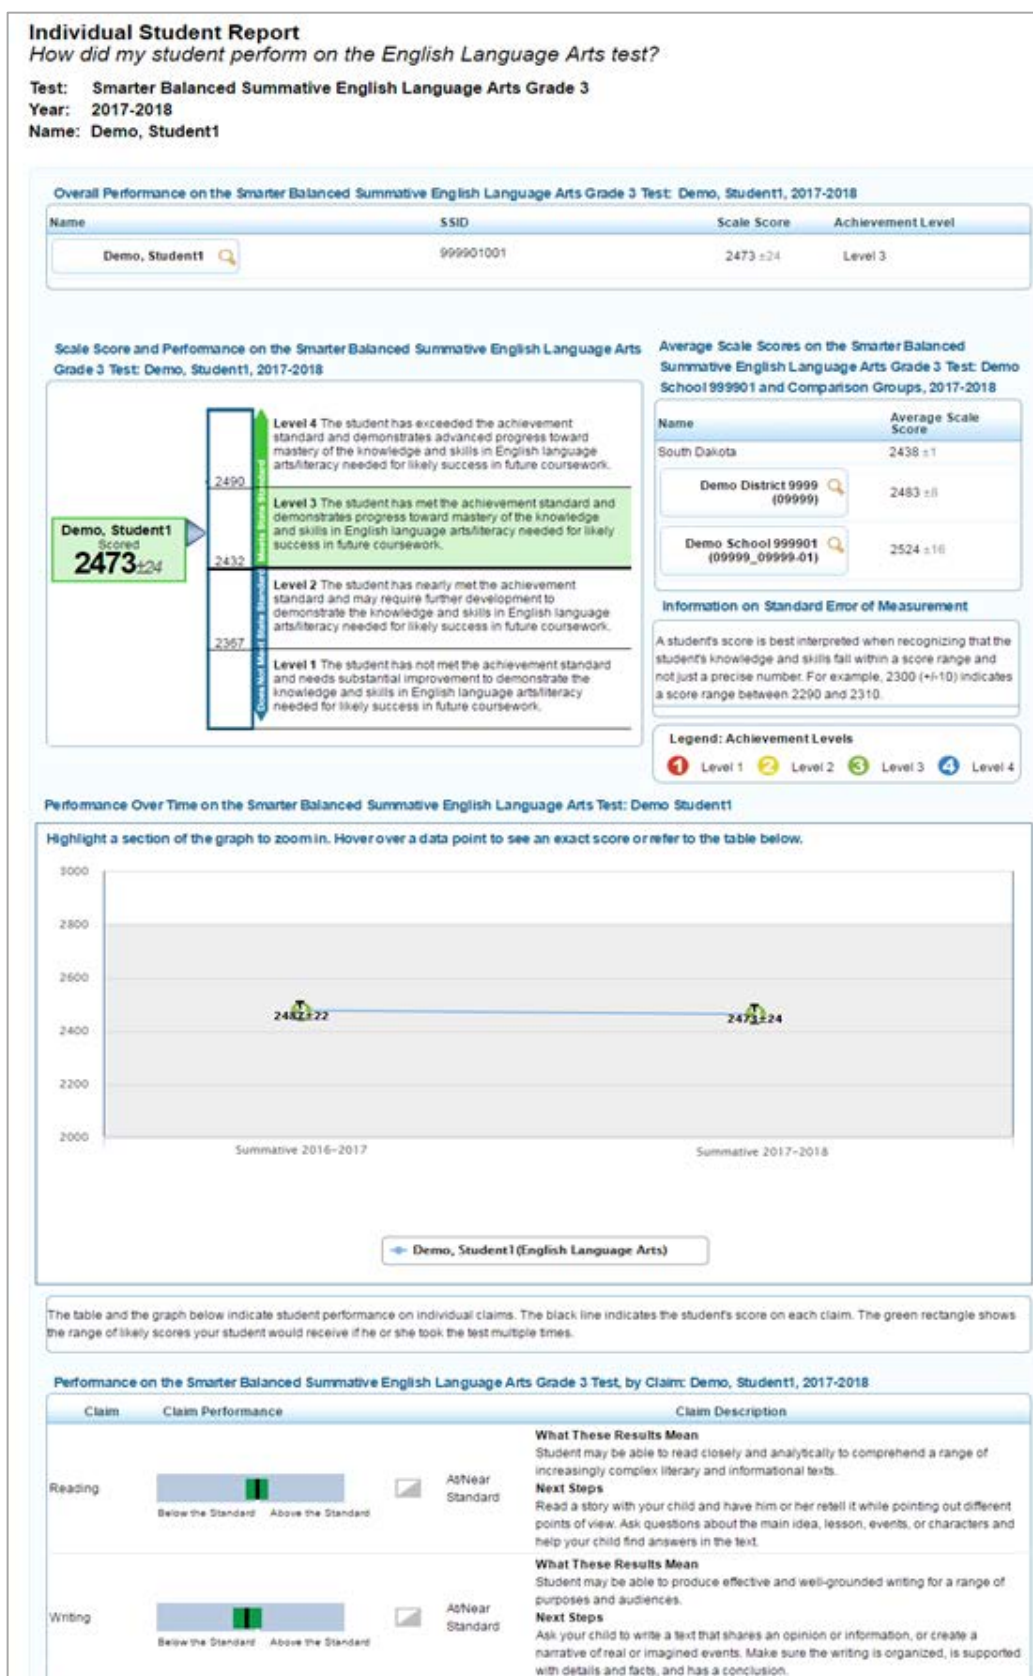 Individual Student Report
How did my student perform on the English Language Arts test?
Test: Smarter Balanced Summative English Language Arts Grade 3
Year: 2017-2018
Name: Demo, Student1
Overall Performance on the Smarter Balanced Summative English Language Arts Grade 3 Test: Demo, Student1, 2017-2018
Name SSID Scale Score Achievement Level
Demo, Student1 999901001 2473 ±24 Level 3
Scale Score and Performance on the Smarter Balanced Summative English Language Arts
Grade 3 Test: Demo, Student1, 2017-2018
Level 4 The student has exceeded the achievement
standard and demonstrates advanced progress toward
mastery of the knowledge and skills in English language
arts/literacy needed for likely success in future coursework.
2490
Level 3 The student has met the achievement standard and
demonstrates progress toward mastery of the knowledge
and skills in English language arts/literacy needed for likely
success in future coursework.
Meets State Standard
Demo, Student1
Scored
2473±24
2432
Level 2 The student has nearly met the achievement
standard and may require further development to
demonstrate the knowledge and skills in English language
arts/literacy needed for likely success in future coursework.
2367
Level 1 The student has not met the achievement standard
and needs substantial improvement to demonstrate the
knowledge and skills in English language arts/literacy
needed for likely success in future coursework.
Does Not Meet State Standard
Average Scale Scores on the Smarter Balanced
Summative English Language Arts Grade 3 Test: Demo
School 999901 and Comparison Groups, 2017-2018
Name Average Scale
Score
South Dakota 2438 ±1
Demo District 9999
(09999) 2483 ±8
Demo School 999901
(09999_09999-01) 2524 ±16
Information on Standard Error of Measurement
A student's score is best interpreted when recognizing that the
student's knowledge and skills fall within a score range and
not just a precise number. For example, 2300 (+/-10) indicates
a score range between 2290 and 2310.
Legend: Achievement Levels
1 Level 1 2 Level 2 3 Level 3 4 Level 4
Performance Over Time on the Smarter Balanced Summative English Language Arts Test: Demo Student1
Highlight a section of the graph to zoom in. Hover over a data point to see an exact score or refer to the table below.
3000
2800
2600
2400
2200
2000
2482±22
2473±24
Summative 2016-2017
Summative 2017-2018
Demo, Student1(English Language Arts)
The table and the graph below indicate student performance on individual claims. The black line indicates the student's score on each claim. The green rectangle shows
the range of likely scores your student would receive if he or she took the test multiple times.
Performance on the Smarter Balanced Summative English Language Arts Grade 3 Test, by Claim: Demo, Student1, 2017-2018
Claim Claim Performance Claim Description
Reading
Below the Standard Above the Standard
At/Near
Standard
What These Results Mean
Student may be able to read closely and analytically to comprehend a range of
increasingly complex literary and informational texts.
Next Steps
Read a story with your child and have him or her retell it while pointing out different
points of view. Ask questions about the main idea, lesson, events, or characters and
help your child find answers in the text.
Writing
Below the Standard Above the Standard
At/Near
Standard
What These Results Mean
Student may be able to produce effective and well-grounded writing for a range of
purposes and audiences.
Next Steps
Ask your child to write a text that shares an opinion or information, or create a
narrative of real or imagined events. Make sure the writing is organized, is supported
with details and facts, and has a conclusion.